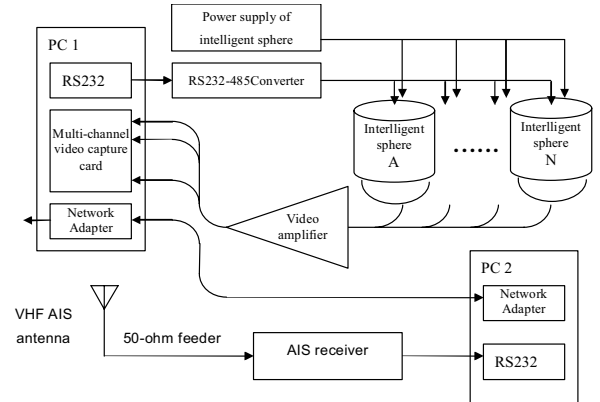 Power supply of
intelligent sphere
PC 1
RS232
RS232-485Converter
Multi-channel
video capture
card
Interlligent
sphere
A
......
Interlligent
sphere
N
Network
Adapter
Video
amplifier
PC 2
Network
Adapter
VHF AIS
antenna
50-ohm feeder
AIS receiver
RS232